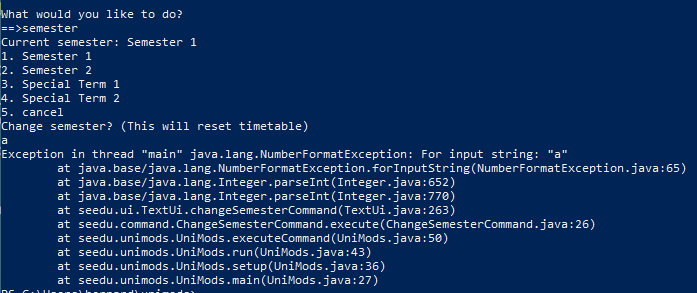 What would you like to do?
==>semester
Current semester: Semester 1
1. Semester 1
2. Semester 2
3. Special Term 1
4. Special Term 2
5. cancel
Change semester? (This will reset timetable)
a
Exception in thread "main" java.lang.NumberFormatException: For input string: "a"
at java.base/java.lang.NumberFormatException.forInputString(NumberFormatException.java:65)
at java.base/java.lang.Integer.parseInt(Integer.java:652)
at java.base/java.lang.Integer.parseInt(Integer.java:770)
at seedu.ui.TextUi.changeSemesterCommand(TextUi.java:263)
at seedu.command.ChangeSemesterCommand.execute(ChangeSemesterCommand.java:26)
at seedu.unimods.UniMods.executeCommand(UniMods.java:50)
at seedu.unimods.UniMods.run(UniMods.java:43)
at seedu.unimods.UniMods.setup(UniMods.java:36)
at seedu.unimods.UniMods.main(UniMods.java:27)